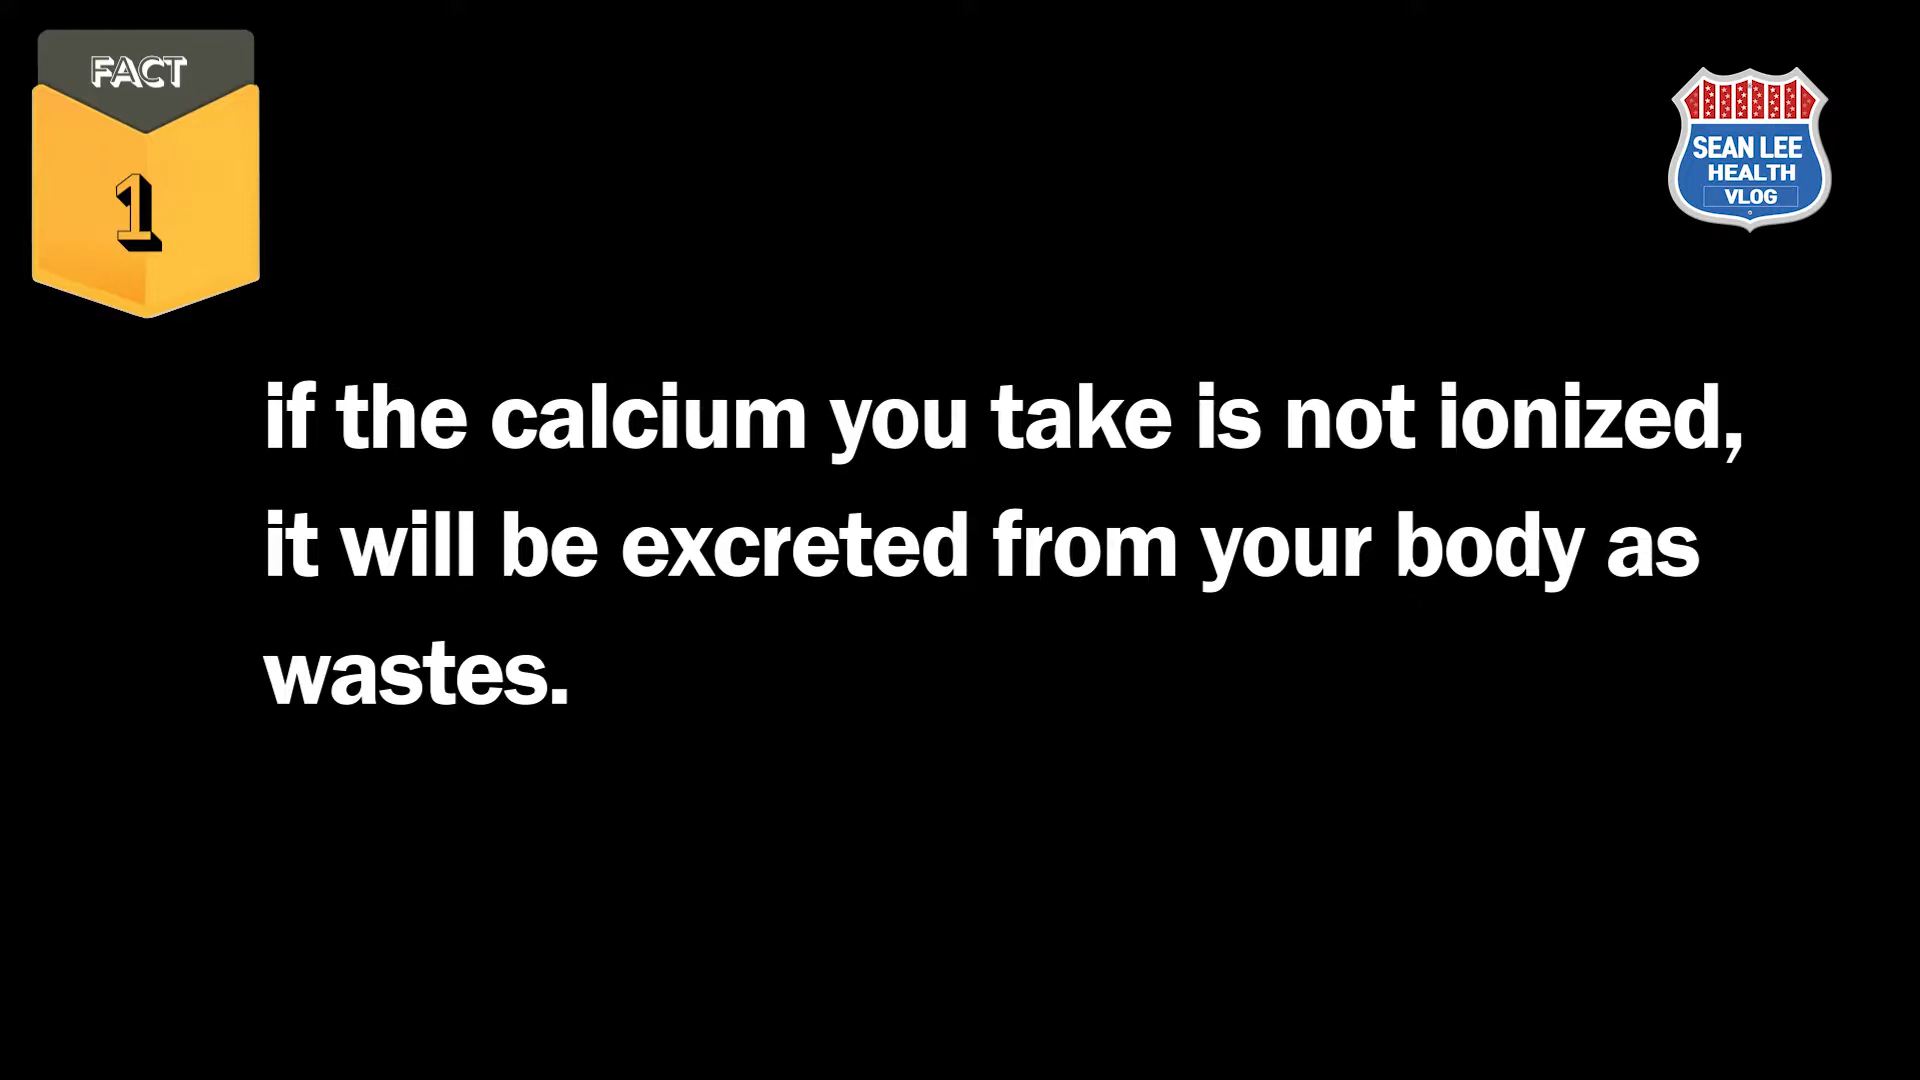 FACT
1
SEAN LEE
HEALTH
VLOG
if the calcium you take is not ionized,
it will be excreted from your body as
wastes.